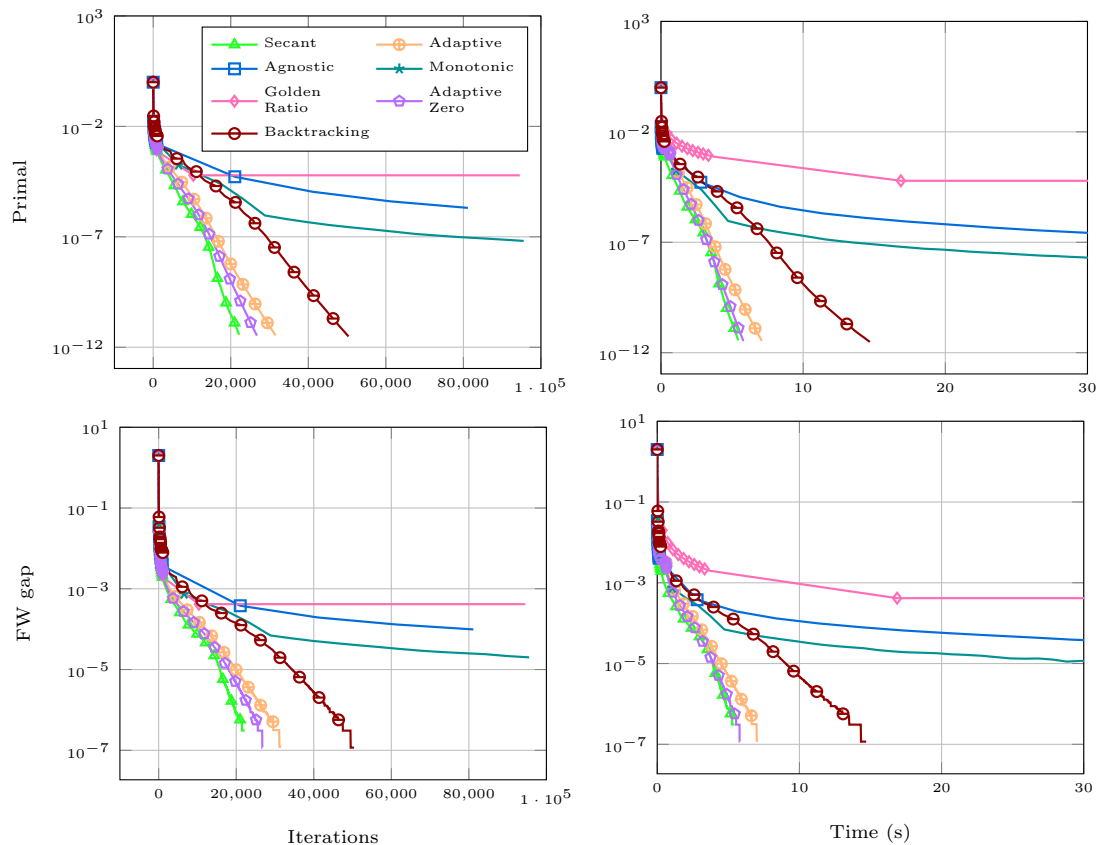 10^3
10^-2
10^-7
10^-12
Primal
Secant
Adaptive
Agnostic
Monotonic
Golden Ratio
Adaptive Zero
Backtracking
0
20,000
40,000
60,000
80,000
1 · 10^5
10^3
10^-2
10^-7
10^-12
0
10
20
30
10^1
10^-1
10^-3
10^-5
10^-7
FW gap
0
20,000
40,000
60,000
80,000
1 · 10^5
Iterations
10^1
10^-1
10^-3
10^-5
10^-7
0
10
20
30
Time (s)